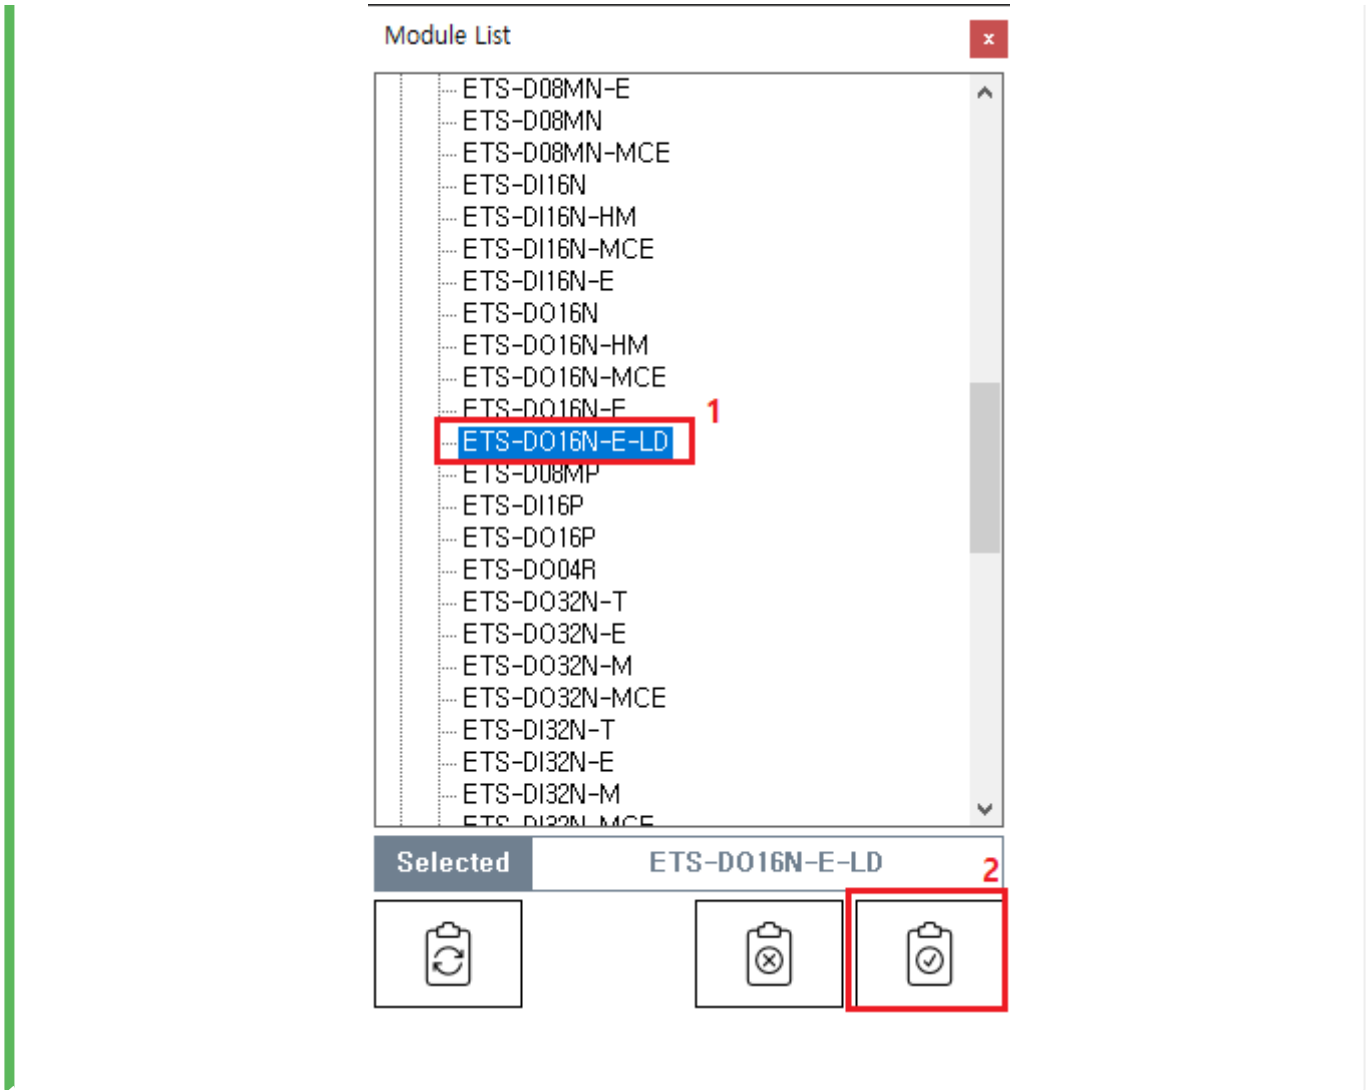 Module List
x
ETS-D08MN-E
ETS-D08MN
ETS-D08MN-MCE
ETS-DI16N
ETS-DI16N-HM
ETS-DI16N-MCE
ETS-DI16N-E
ETS-DO16N
ETS-DO16N-HM
ETS-DO16N-MCE
ETS-DO16N-E
1
ETS-DO16N-E-LD
ETS-D08MP
ETS-DI16P
ETS-DO16P
ETS-DO04R
ETS-DO32N-T
ETS-DO32N-E
ETS-DO32N-M
ETS-DO32N-MCE
ETS-DI32N-T
ETS-DI32N-E
ETS-DI32N-M
ETS-DI32N-MCE
Selected ETS-DO16N-E-LD
2